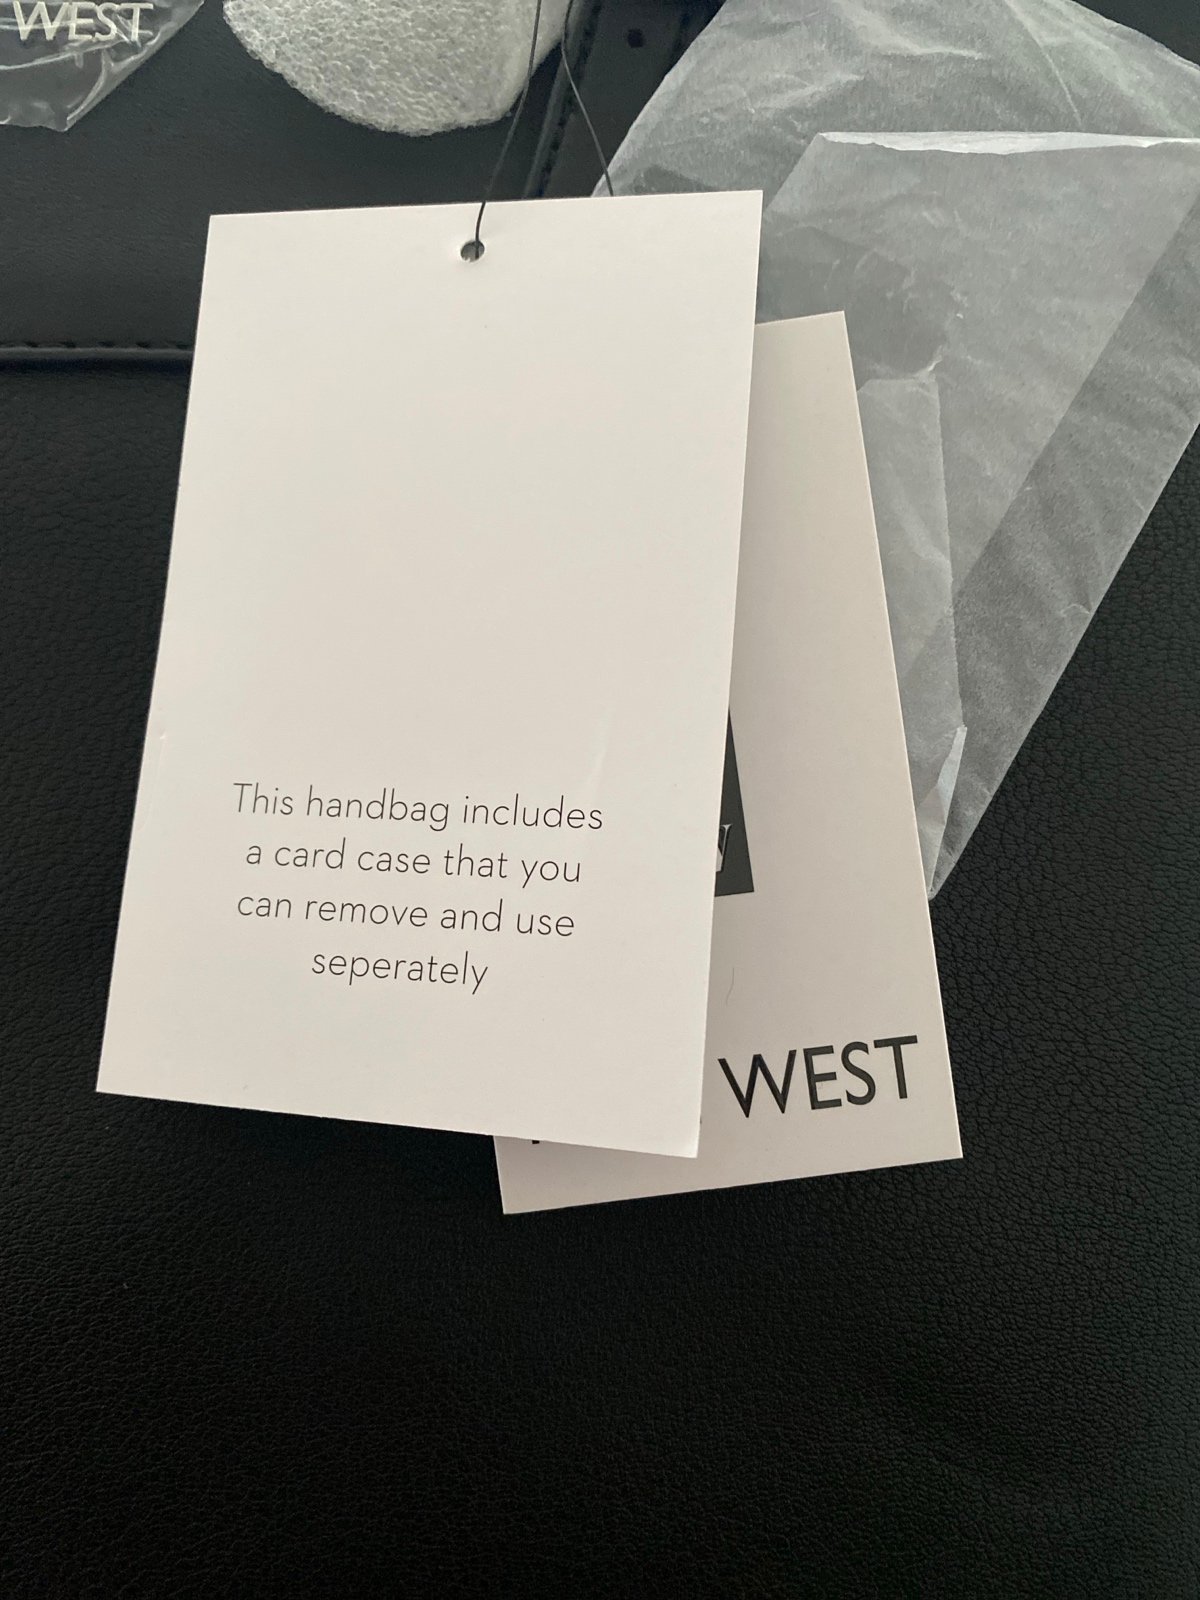 WEST
This handbag includes
a card case that you
can remove and use
seperately
WEST